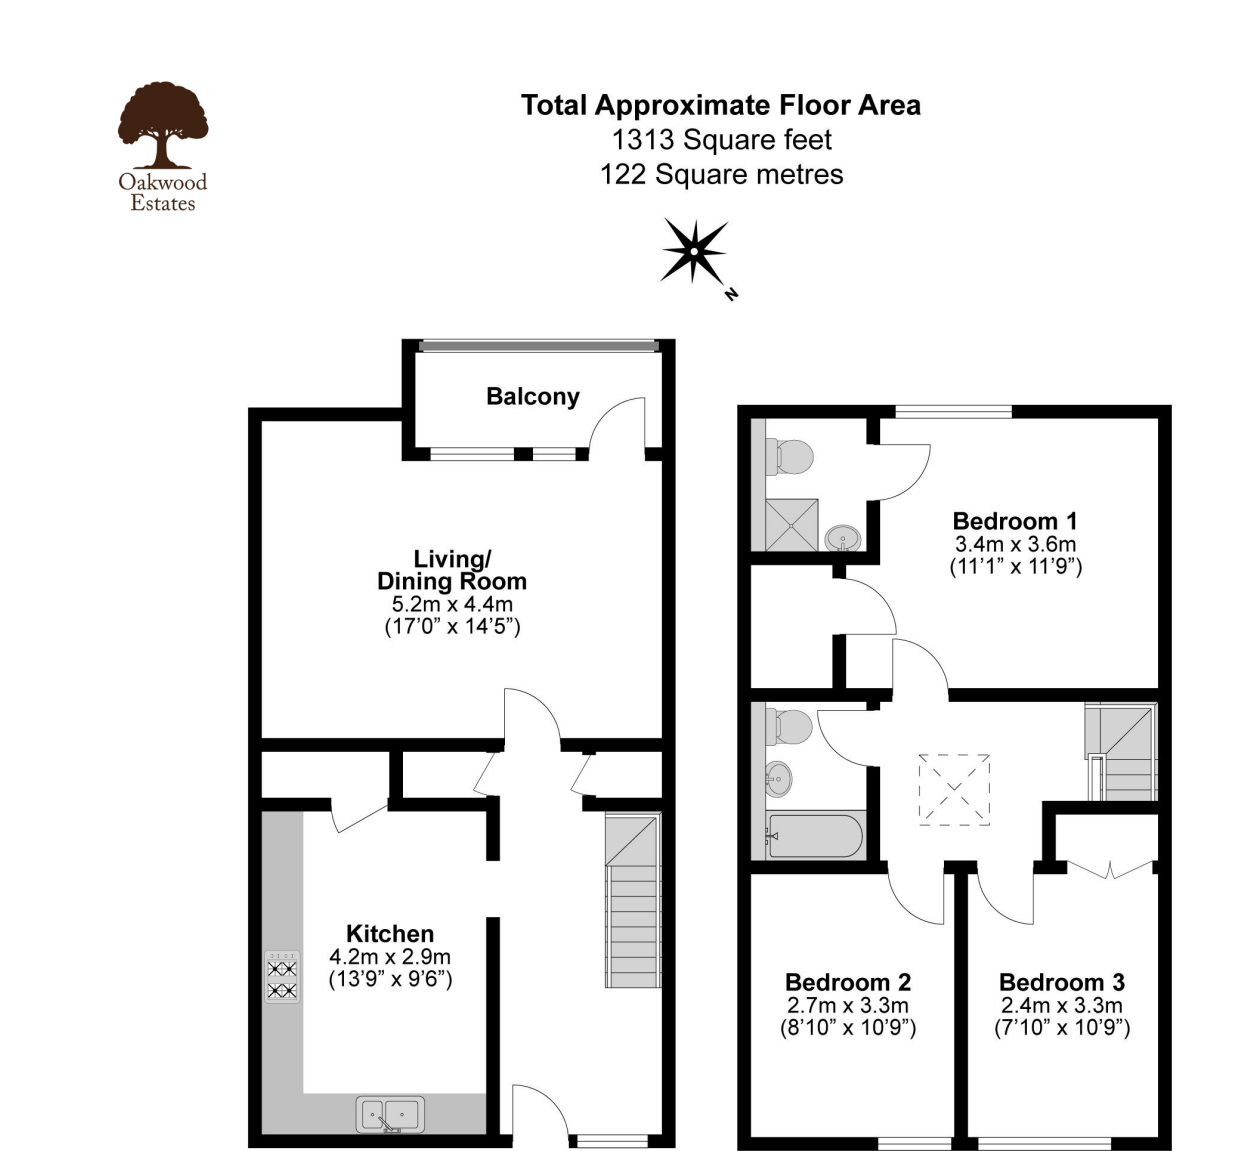 Oakwood
Estates
Total Approximate Floor Area
1313 Square feet
122 Square metres
N
Balcony
Living/
Dining Room
5.2m x 4.4m
(17’0” x 14’5”)
Kitchen
4.2m x 2.9m
(13’9” x 9’6”)
Bedroom 1
3.4m x 3.6m
(11’1” x 11’9”)
Bedroom 2
2.7m x 3.3m
(8’10” x 10’9”)
Bedroom 3
2.4m x 3.3m
(7’10” x 10’9”)